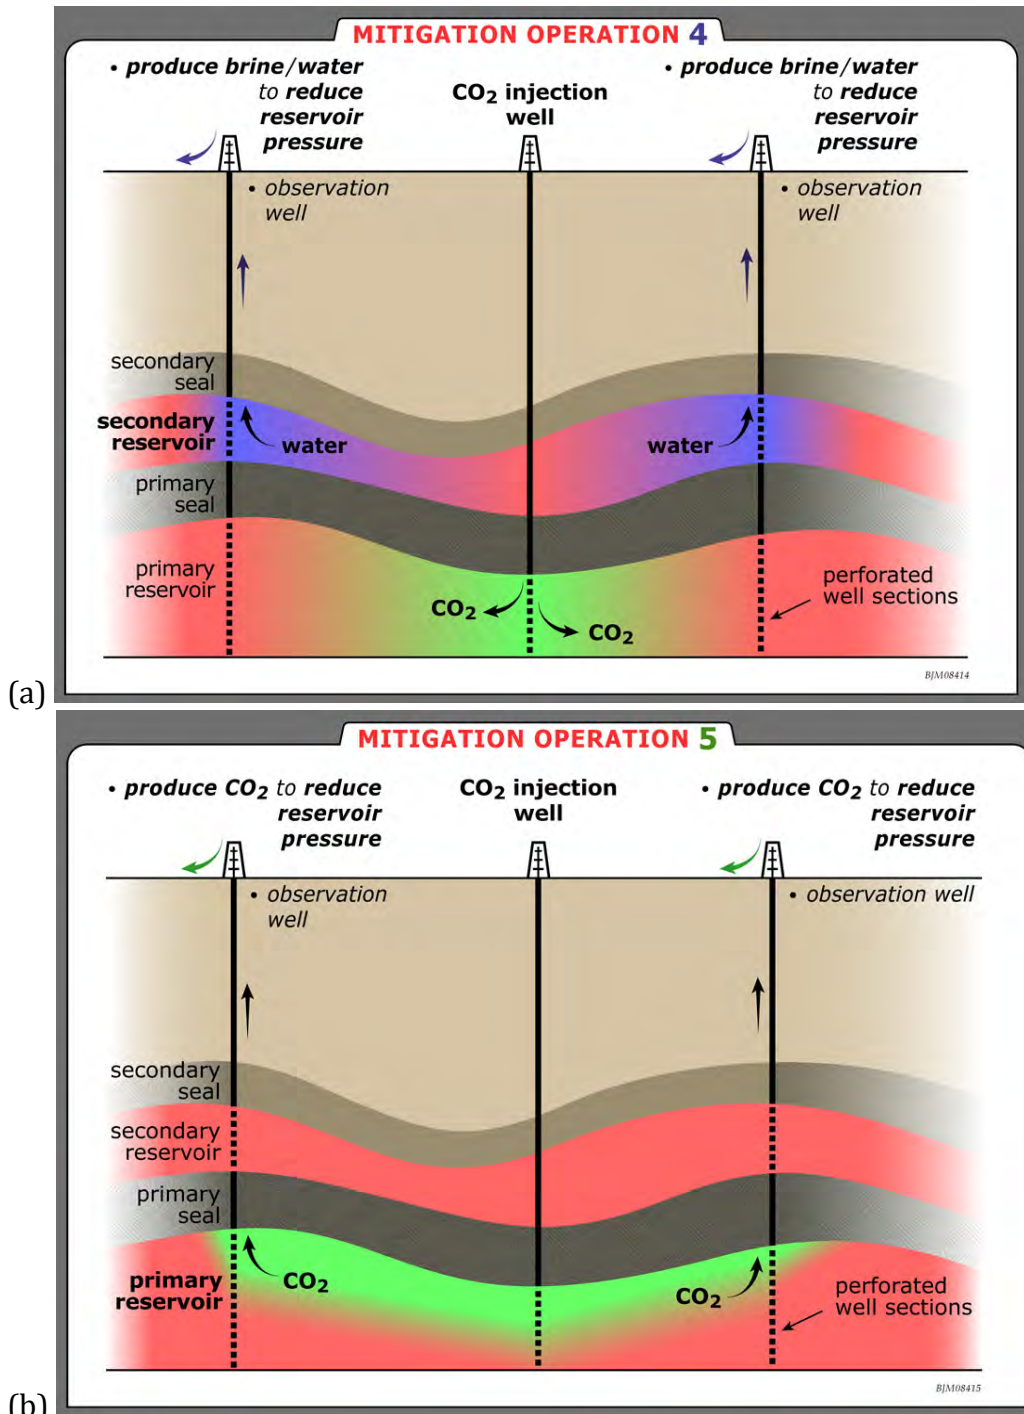 MITIGATION OPERATION 4
• produce brine/water
to reduce
reservoir
pressure
CO2 injection
well
• produce brine/water
to reduce
reservoir
pressure
• observation
well
• observation
well
secondary
seal
secondary
reservoir
water
water
primary
seal
primary
reservoir
CO2
CO2
perforated
well sections
BJM08414
(a)
MITIGATION OPERATION 5
• produce CO2 to reduce
reservoir
pressure
CO2 injection
well
• produce CO2 to reduce
reservoir
pressure
• observation
well
• observation well
secondary
seal
secondary
reservoir
primary
seal
primary
reservoir
CO2
CO2
perforated
well sections
BJM08415
(b)